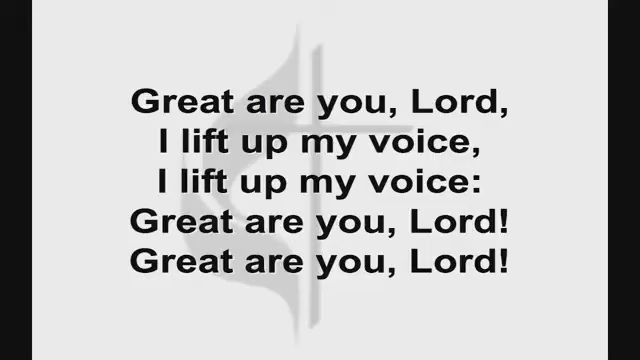 Great are you, Lord,
I lift up my voice,
I lift up my voice:
Great are you, Lord!
Great are you, Lord!